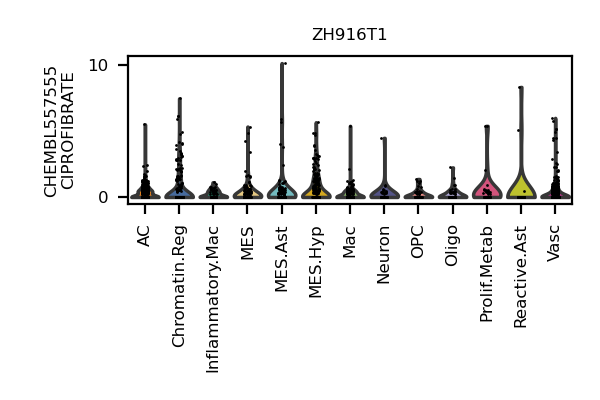 ZH916T1
CHEMBL557555
CIPROFIBRATE
10
0
AC
Chromatin.Reg
Inflammatory.Mac
MES
MES.Ast
MES.Hyp
Mac
Neuron
OPC
Oligo
Prolif.Metab
Reactive.Ast
Vasc